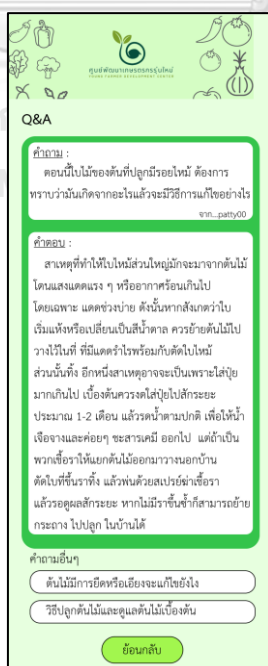 ศูนย์พัฒนาเกษตรกรรุ่นใหม่
YOUNG FARMER DEVELOPMENT CENTER
Q&A
คำถาม :
ตอนนี้ใบไม้ของต้นที่ปลูกมีรอยไหม้ ต้องการ
ทราบว่ามันเกิดจากอะไรแล้วจะมีวิธีการแก้ไขอย่างไร
จาก...patty00
คำตอบ :
สาเหตุที่ทำให้ใบไหม้ส่วนใหญ่มักจะมาจากต้นไม้
โดนแสงแดดแรง ๆ หรืออากาศร้อนเกินไป
โดยเฉพาะ แดดช่วงบ่าย ดังนั้นหากสังเกตว่าใบ
เริ่มแห้งหรือเปลี่ยนเป็นสีน้ำตาล ควรย้ายต้นไม้ไป
วางไว้ในที่ ที่มีแดดรำไรพร้อมกับตัดใบไหม้
ส่วนนั้นทิ้ง อีกหนึ่งสาเหตุอาจจะเป็นเพราะใส่ปุ๋ย
มากเกินไป เบื้องต้นควรงดใส่ปุ๋ยไปสักระยะ
ประมาณ 1-2 เดือน แล้วรดน้ำตามปกติ เพื่อให้น้ำ
เจือจางและค่อยๆ ชะสารเคมี ออกไป แต่ถ้าเป็น
พวกเชื้อราให้แยกต้นไม้ออกมาวางนอกบ้าน
ตัดใบที่ขึ้นราทิ้ง แล้วพ่นด้วยสเปรย์ฆ่าเชื้อรา
แล้วรอดูผลสักระยะ หากไม่มีราขึ้นซ้ำก็สามารถย้าย
กระถาง ไปปลูก ในบ้านได้
คำถามอื่นๆ
ต้นไม้มีการยืดหรือเอียงจะแก้ไขยังไง
วิธีปลูกต้นไม้และดูแลต้นไม้เบื้องต้น
ย้อนกลับ